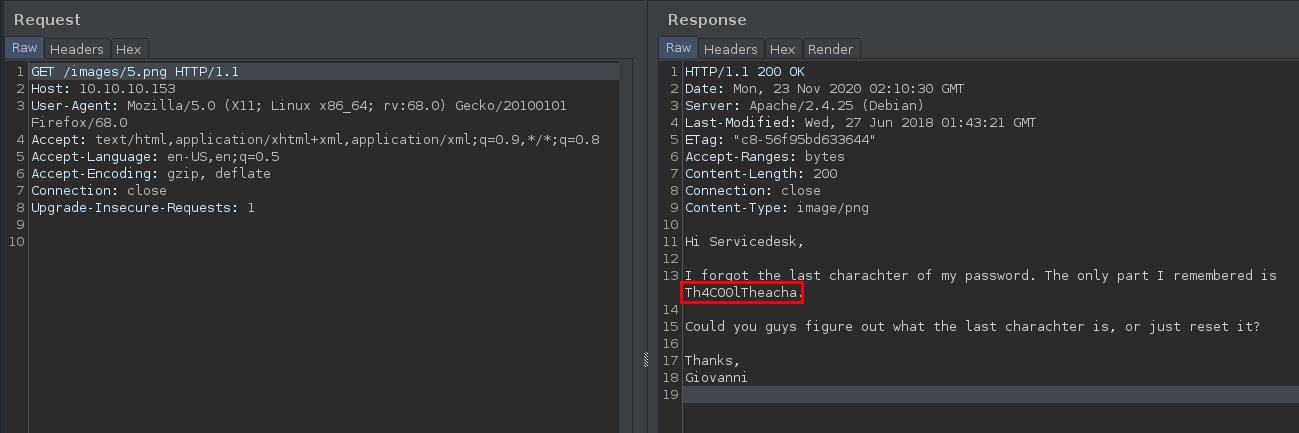 Request
Raw Headers Hex
1 GET /images/5.png HTTP/1.1
2 Host: 10.10.10.153
3 User-Agent: Mozilla/5.0 (X11; Linux x86_64; rv:68.0) Gecko/20100101
Firefox/68.0
4 Accept: text/html,application/xhtml+xml,application/xml;q=0.9,*/*;q=0.8
5 Accept-Language: en-US,en;q=0.5
6 Accept-Encoding: gzip, deflate
7 Connection: close
8 Upgrade-Insecure-Requests: 1
9
10
Response
Raw Headers Hex Render
1 HTTP/1.1 200 OK
2 Date: Mon, 23 Nov 2020 02:10:30 GMT
3 Server: Apache/2.4.25 (Debian)
4 Last-Modified: Wed, 27 Jun 2018 01:43:21 GMT
5 ETag: "c8-56f95bd633644"
6 Accept-Ranges: bytes
7 Content-Length: 200
8 Connection: close
9 Content-Type: image/png
10
11 Hi Servicedesk,
12
13 I forgot the last charachter of my password. The only part I remembered is
Th4C00lTheacha.
14
15 Could you guys figure out what the last charachter is, or just reset it?
16
17 Thanks,
18 Giovanni
19